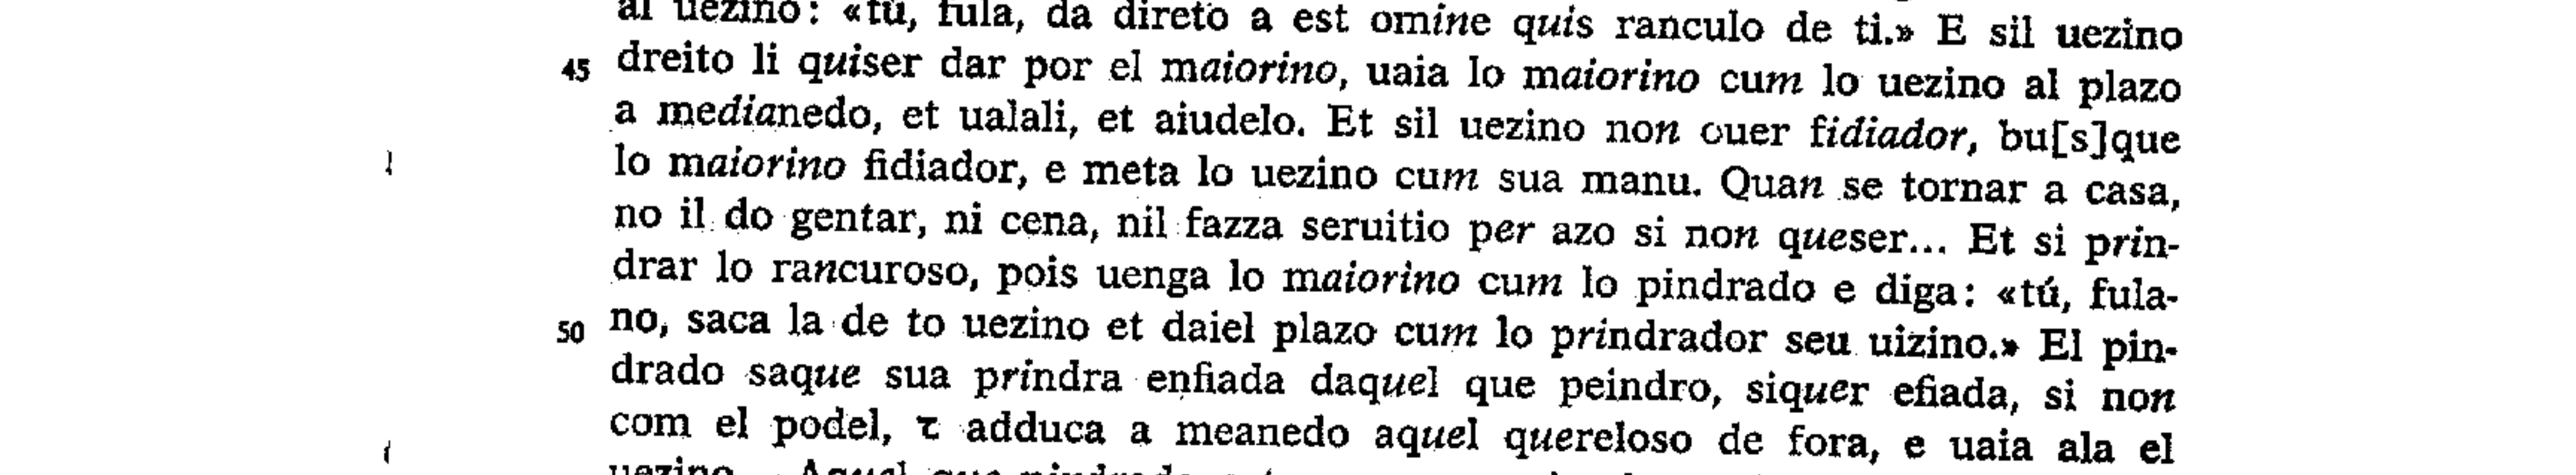 al uezino: «tú, fula, da direto a est omine quis ranculo de ti.» E sil uezino
45 dreito li quiser dar por el maiorino, uaia lo maiorino cum lo uezino al plazo
a medianedo, et ualali, et aiudelo. Et sil uezino non ouer fidiador, bu[s]que
lo maiorino fidiador, e meta lo uezino cum sua manu. Quan se tornar a casa,
no il do gentar, ni cena, nil fazza seruitio per azo si non queser... Et si prin-
drar lo rancuroso, pois uenga lo maiorino cum lo pindrado e diga: «tú, fula-
50 no, saca la de to uezino et daiel plazo cum lo prindrador seu uizino.» El pin-
drado saque sua prindra enfiada daquel que peindro, siquer efiada, si non
com el podel, τ adduca a meanedo aquel quereloso de fora, e uaia ala el
uezino